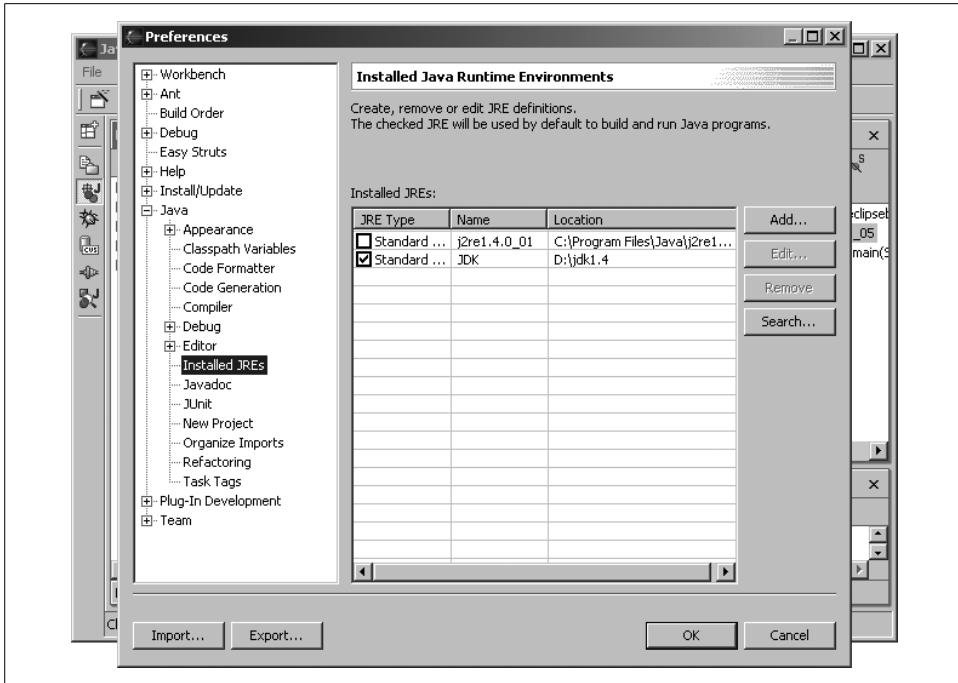 Preferences
Ja
File
Workbench
Ant
Build Order
Debug
Easy Struts
Help
Install/Update
Java
Appearance
Classpath Variables
Code Formatter
Code Generation
Compiler
Debug
Editor
Installed JREs
Javadoc
JUnit
New Project
Organize Imports
Refactoring
Task Tags
Plug-In Development
Team
Installed Java Runtime Environments
Create, remove or edit JRE definitions.
The checked JRE will be used by default to build and run Java programs.
Installed JREs:
JRE Type Name Location
Standard ... j2re1.4.0_01 C:\Program Files\Java\j2re1...
Standard ... JDK D:\jdk1.4
Add...
Edit...
Remove
Search...
S
_05
main(
CVS
Import... Export... OK Cancel